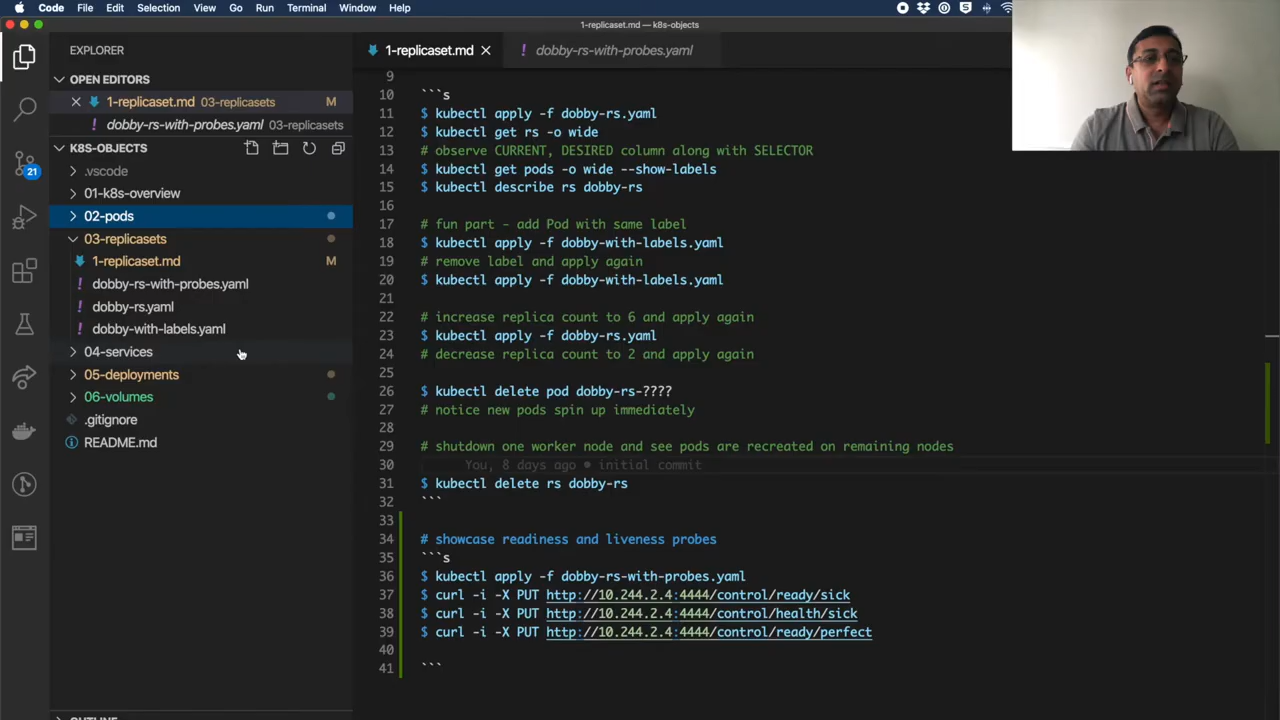 Code File Edit Selection View Go Run Terminal Window Help
1-replicaset.md — k8s-objects
EXPLORER
1-replicaset.md
dobby-rs-with-probes.yaml
OPEN EDITORS
1-replicaset.md 03-replicasets M
dobby-rs-with-probes.yaml 03-replicasets
K8S-OBJECTS
.vscode
01-k8s-overview
02-pods
03-replicasets
1-replicaset.md M
dobby-rs-with-probes.yaml
dobby-rs.yaml
dobby-with-labels.yaml
04-services
05-deployments
06-volumes
.gitignore
README.md
21
9
10 ```s
11 $ kubectl apply -f dobby-rs.yaml
12 $ kubectl get rs -o wide
13 # observe CURRENT, DESIRED column along with SELECTOR
14 $ kubectl get pods -o wide --show-labels
15 $ kubectl describe rs dobby-rs
16
17 # fun part - add Pod with same label
18 $ kubectl apply -f dobby-with-labels.yaml
19 # remove label and apply again
20 $ kubectl apply -f dobby-with-labels.yaml
21
22 # increase replica count to 6 and apply again
23 $ kubectl apply -f dobby-rs.yaml
24 # decrease replica count to 2 and apply again
25
26 $ kubectl delete pod dobby-rs-????
27 # notice new pods spin up immediately
28
29 # shutdown one worker node and see pods are recreated on remaining nodes
30 You, 8 days ago • initial commit
31 $ kubectl delete rs dobby-rs
32 ```
33
34 # showcase readiness and liveness probes
35 ```s
36 $ kubectl apply -f dobby-rs-with-probes.yaml
37 $ curl -i -X PUT http://10.244.2.4:4444/control/ready/sick
38 $ curl -i -X PUT http://10.244.2.4:4444/control/health/sick
39 $ curl -i -X PUT http://10.244.2.4:4444/control/ready/perfect
40
41 ```
OUTLINE